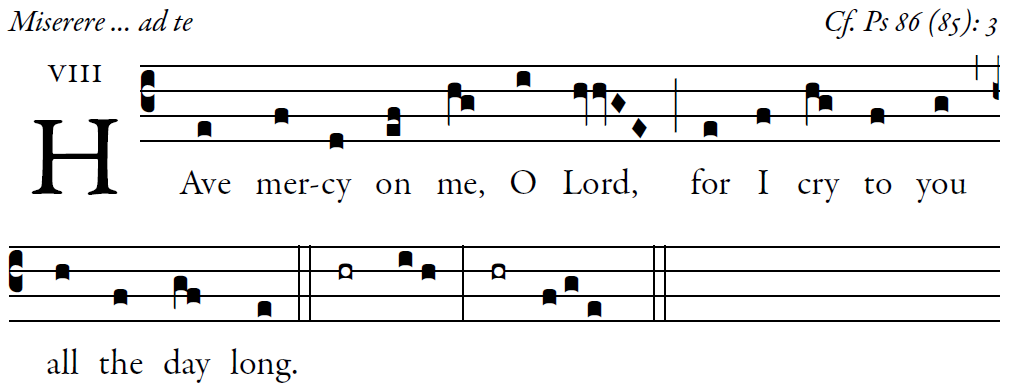 Miserere ... ad te Cf. Ps 86 (85): 3
VIII
HAve mer-cy on me, O Lord, for I cry to you
all the day long.